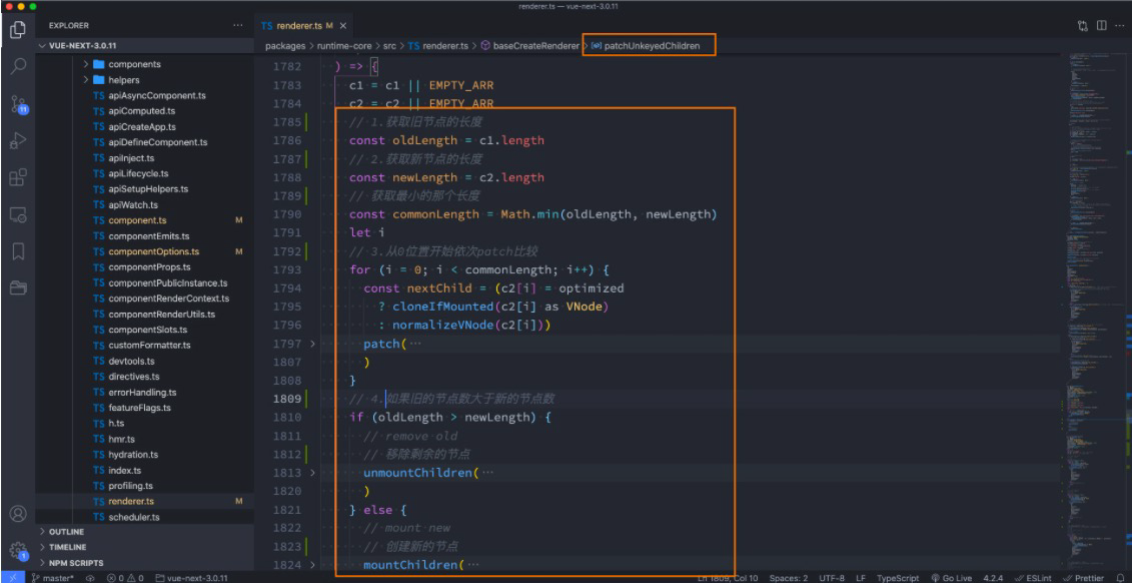 renderer.ts — vue-next-3.0.11
EXPLORER
TS renderer.ts M ×
VUE-NEXT-3.0.11
packages > runtime-core > src > TS renderer.ts > baseCreateRenderer > patchUnkeyedChildren
components
helpers
TS apiAsyncComponent.ts
TS apiComputed.ts
TS apiCreateApp.ts
TS apiDefineComponent.ts
TS apiInject.ts
TS apiLifecycle.ts
TS apiSetupHelpers.ts
TS apiWatch.ts
TS component.ts M
TS componentEmits.ts
TS componentOptions.ts M
TS componentProps.ts
TS componentPublicInstance.ts
TS componentRenderContext.ts
TS componentRenderUtils.ts
TS componentSlots.ts
TS customFormatter.ts
TS devtools.ts
TS directives.ts
TS errorHandling.ts
TS featureFlags.ts
TS h.ts
TS hmr.ts
TS hydration.ts
TS index.ts
TS profiling.ts
TS renderer.ts M
TS scheduler.ts
OUTLINE
TIMELINE
NPM SCRIPTS
11
1
1782 ) => {
1783 c1 = c1 || EMPTY_ARR
1784 c2 = c2 || EMPTY_ARR
1785 // 1.获取旧节点的长度
1786 const oldLength = c1.length
1787 // 2.获取新节点的长度
1788 const newLength = c2.length
1789 // 获取最小的那个长度
1790 const commonLength = Math.min(oldLength, newLength)
1791 let i
1792 // 3.从0位置开始依次patch比较
1793 for (i = 0; i < commonLength; i++) {
1794 const nextChild = (c2[i] = optimized
1795 ? cloneIfMounted(c2[i] as VNode)
1796 : normalizeVNode(c2[i]))
1797 patch( ⋯
1807 )
1808 }
1809 // 4.如果旧的节点数大于新的节点数
1810 if (oldLength > newLength) {
1811 // remove old
1812 // 移除剩余的节点
1813 unmountChildren( ⋯
1820 )
1821 } else {
1822 // mount new
1823 // 创建新的节点
1824 mountChildren( ⋯
master* 0 0 vue-next-3.0.11 Ln 1809, Col 10 Spaces: 2 UTF-8 LF TypeScript Go Live 4.2.4 ESLint Prettier